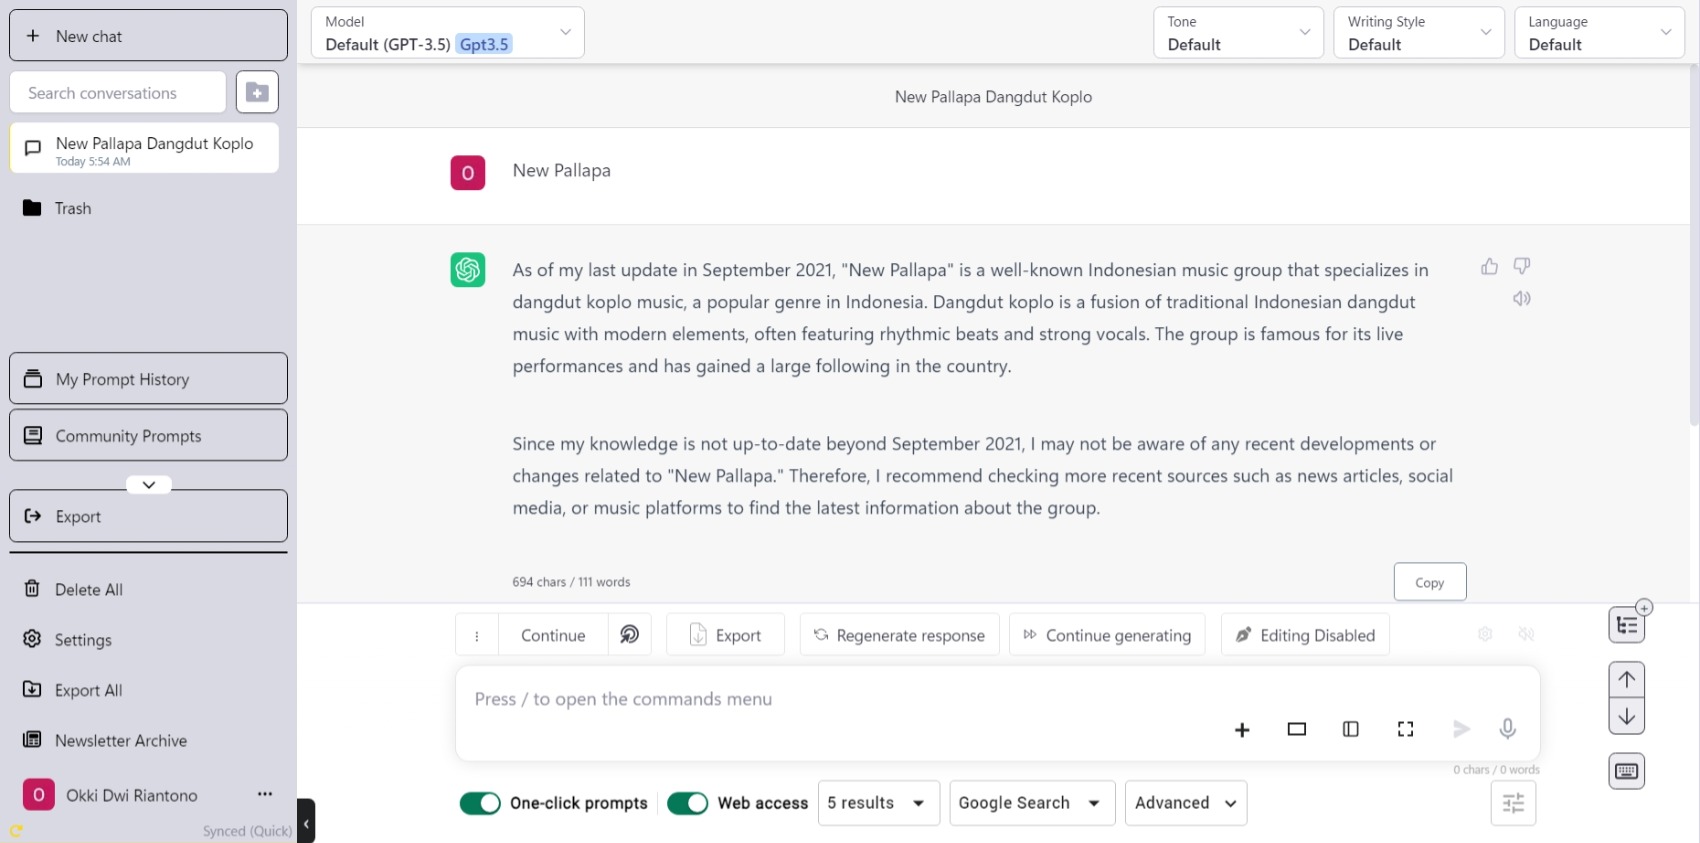 New chat
Search conversations
New Pallapa Dangdut Koplo
Today 5:54 AM
Trash
My Prompt History
Community Prompts
Export
Delete All
Settings
Export All
Newsletter Archive
O
Okki Dwi Riantono
Synced (Quick)
Model
Default (GPT-3.5) Gpt3.5
Tone
Default
Writing Style
Default
Language
Default
New Pallapa Dangdut Koplo
O
New Pallapa
As of my last update in September 2021, "New Pallapa" is a well-known Indonesian music group that specializes in
dangdut koplo music, a popular genre in Indonesia. Dangdut koplo is a fusion of traditional Indonesian dangdut
music with modern elements, often featuring rhythmic beats and strong vocals. The group is famous for its live
performances and has gained a large following in the country.
Since my knowledge is not up-to-date beyond September 2021, I may not be aware of any recent developments or
changes related to "New Pallapa." Therefore, I recommend checking more recent sources such as news articles, social
media, or music platforms to find the latest information about the group.
694 chars / 111 words
Copy
Continue
Export
Regenerate response
Continue generating
Editing Disabled
Press / to open the commands menu
0 chars / 0 words
One-click prompts
Web access
5 results
Google Search
Advanced